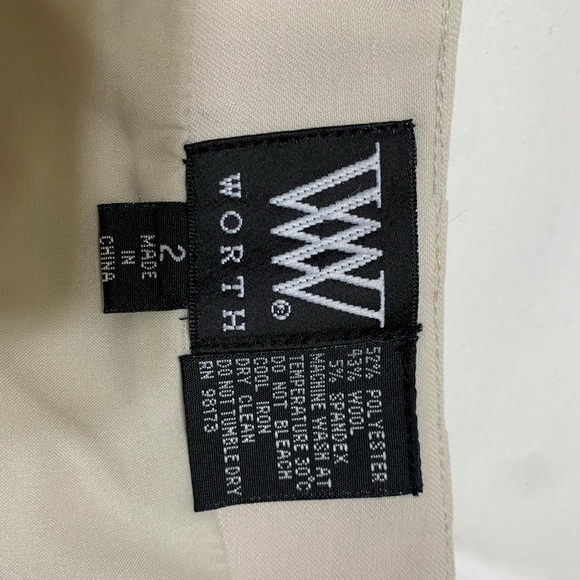 W
WORTH
®
2
MADE
IN
CHINA
52% POLYESTER
43% WOOL
5% SPANDEX
MACHINE WASH AT
TEMPERATURE 30°C
DO NOT BLEACH
COOL IRON
DRY CLEAN
DO NOT TUMBLE DRY
RN 98173